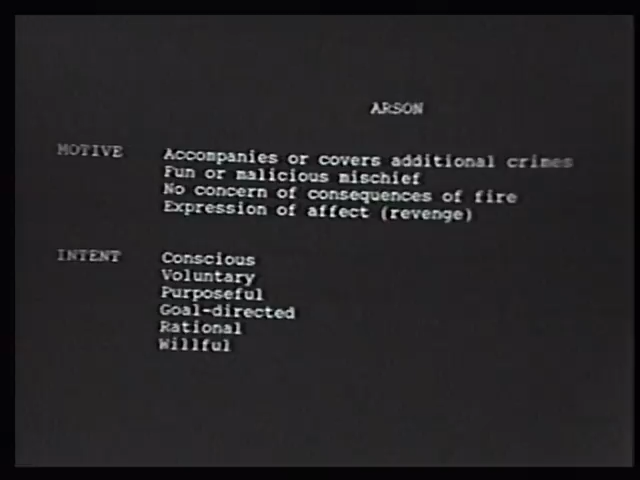 ARSON
MOTIVE Accompanies or covers additional crimes
Fun or malicious mischief
No concern of consequences of fire
Expression of affect (revenge)
INTENT Conscious
Voluntary
Purposeful
Goal-directed
Rational
Willful